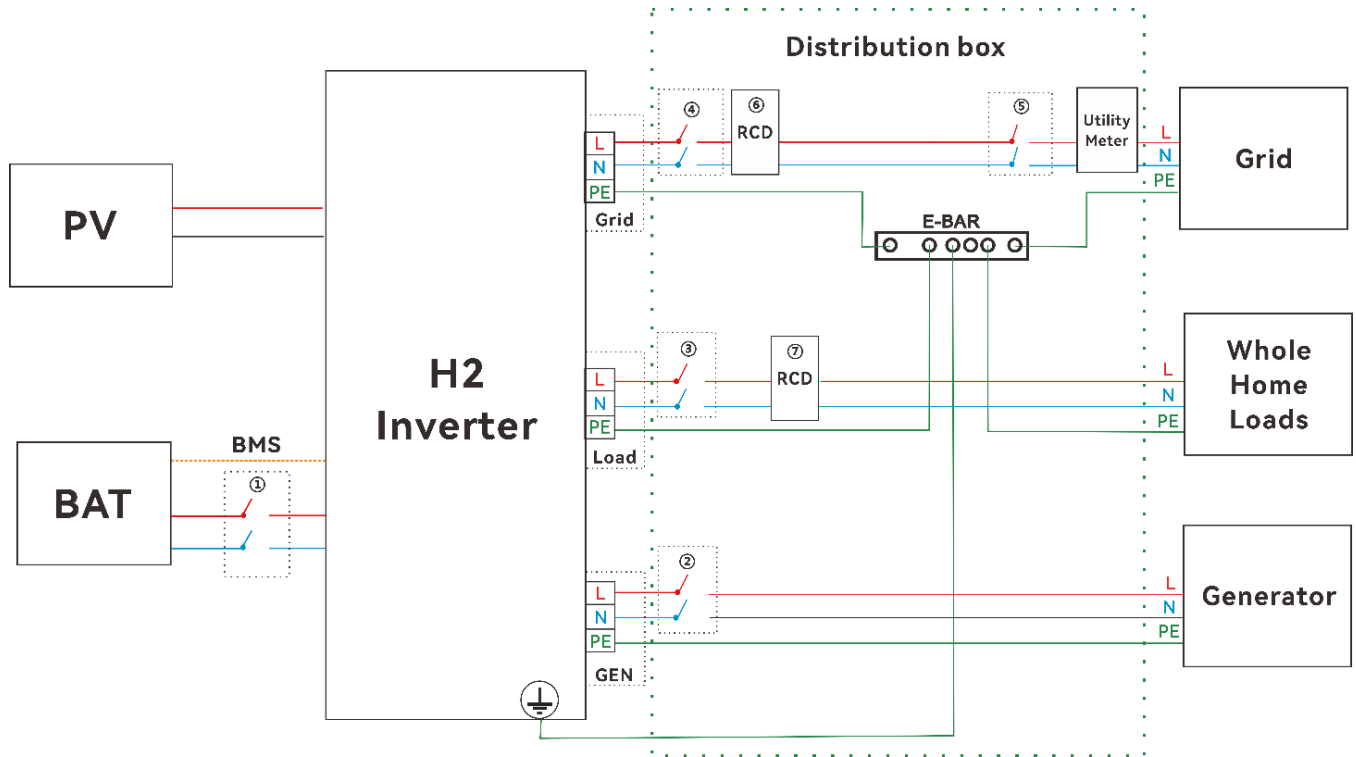 Distribution box
PV
BAT
BMS
①
H2
Inverter
L
N
PE
Grid
④
⑥
RCD
⑤
Utility
Meter
L
N
PE
Grid
E-BAR
L
N
PE
Load
③
⑦
RCD
L
N
PE
Whole
Home
Loads
L
N
PE
GEN
②
L
N
PE
Generator